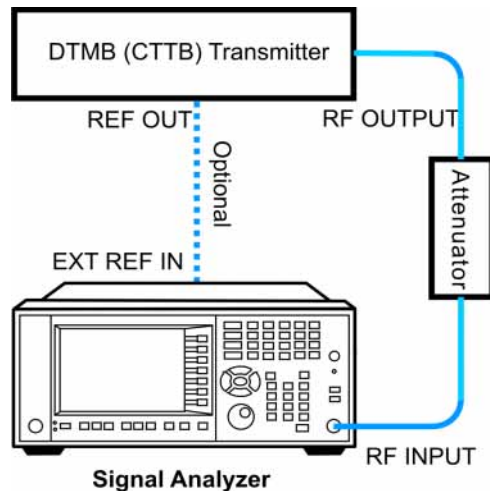 DTMB (CTTB) Transmitter
REF OUT
RF OUTPUT
Optional
Attenuator
EXT REF IN
RF INPUT
Signal Analyzer